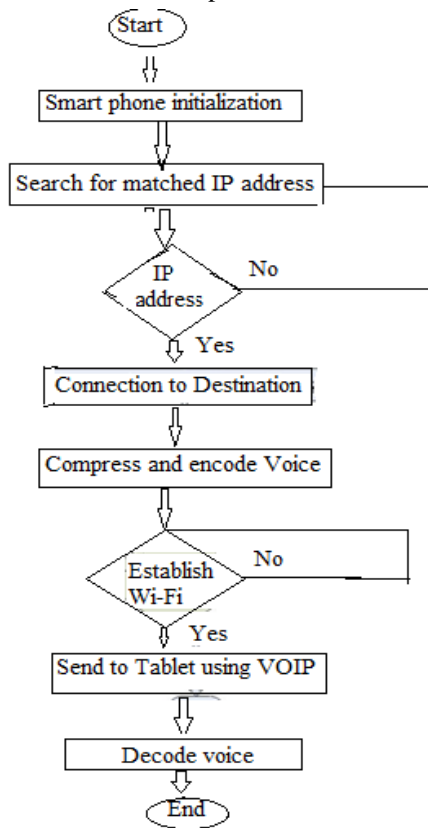 Start
Smart phone initialization
Search for matched IP address
IP
address
No
Yes
Connection to Destination
Compress and encode Voice
Establish
Wi-Fi
No
Yes
Send to Tablet using VOIP
Decode voice
End